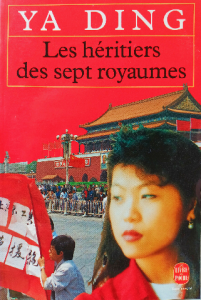 YA DING
Les héritiers
des sept royaumes